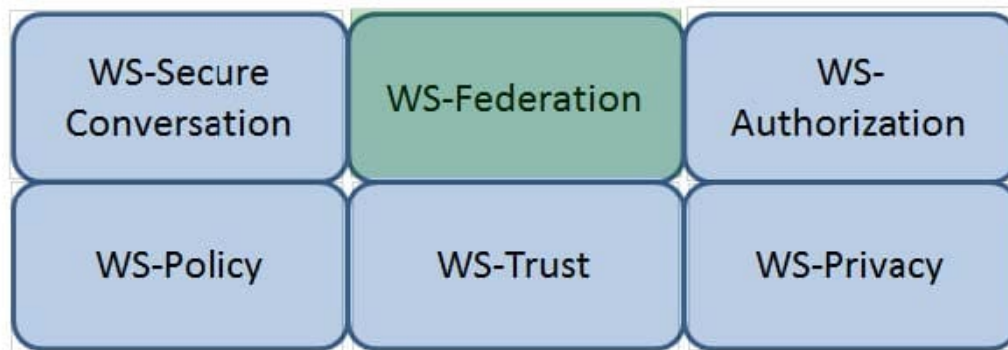 WS-Secure
Conversation
WS-Federation
WS-
Authorization
WS-Policy
WS-Trust
WS-Privacy